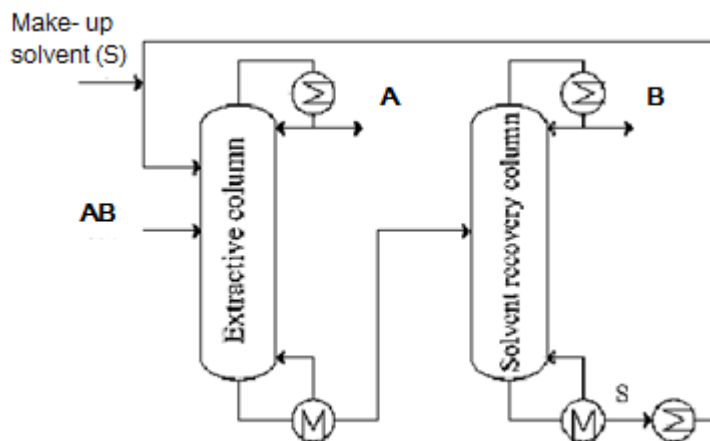 Make- up
solvent (S)
A
B
AB
Extractive column
Solvent recovery column
S